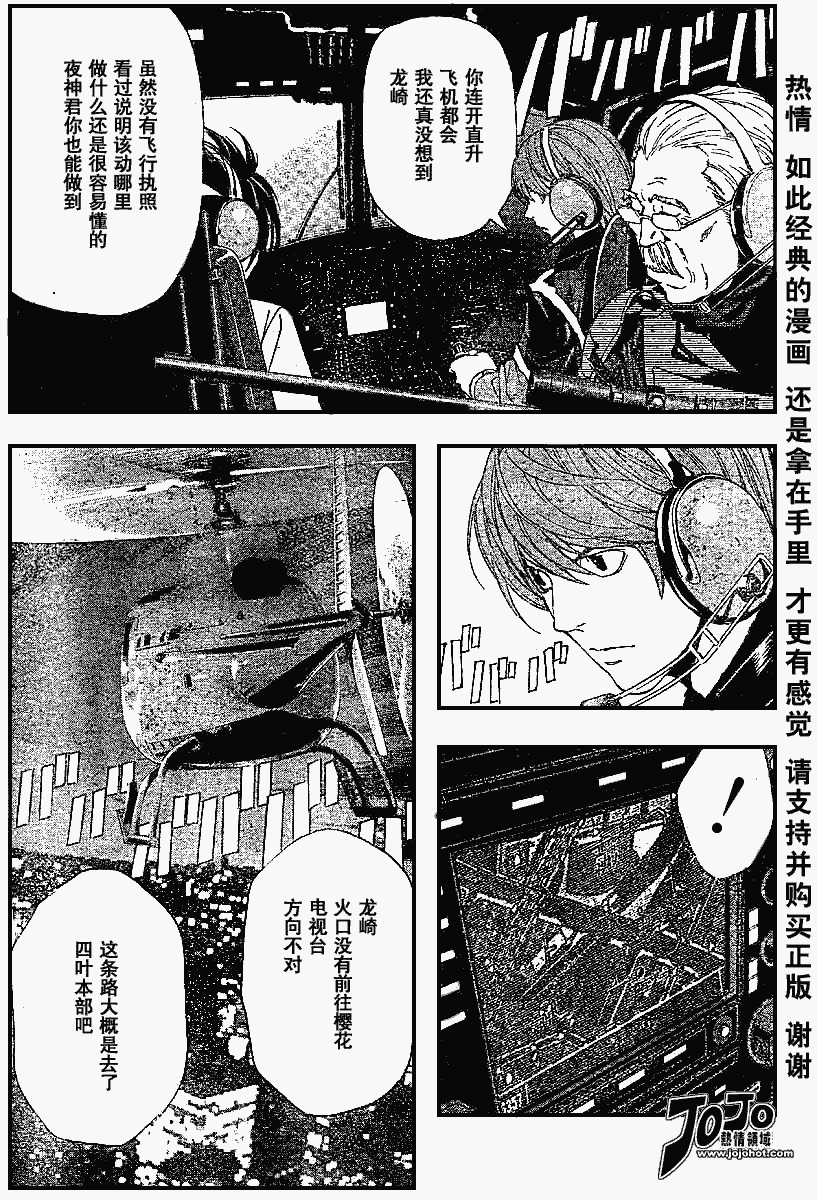 你连开直升
飞机都会
我还真没想到
龙崎
虽然没有飞行执照
看过说明该动哪里
做什么还是很容易懂的
夜神君你也能做到
！
龙崎
火口没有前往樱花
电视台
方向不对
这条路大概是去了
四叶本部吧
热情 如此经典的漫画 还是拿在手里 才更有感觉 请支持并购买正版 谢谢
JOJO
熱情領域
www.jojohot.com